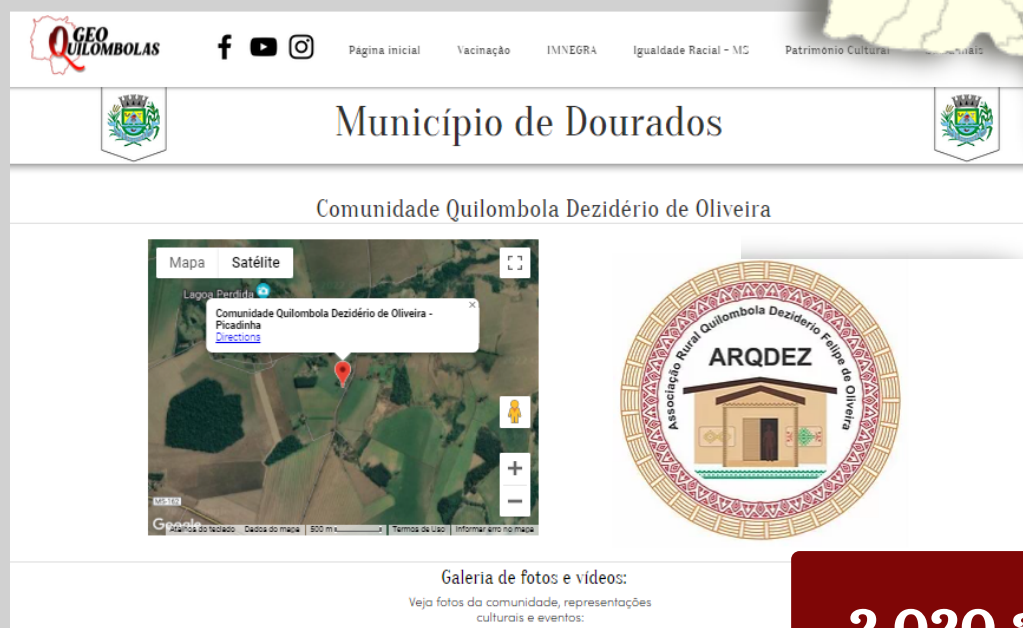 GEO
QUILOMBOLAS
Página inicial Vacinação IMNEGRA Igualdade Racial - MS Patrimônio Cultural
Município de Dourados
Comunidade Quilombola Dezidério de Oliveira
Mapa Satélite
Lagoa Perdida
Comunidade Quilombola Dezidério de Oliveira -
Picadinha
Directions
MS-162
Google
Atalhos do teclado Dados do mapa 500 m Termos de Uso Informar erro no mapa
Associação Rural Quilombola Deziderio Felipe de Oliveira
ARQDEZ
Galeria de fotos e vídeos:
Veja fotos da comunidade, representações
culturais e eventos: